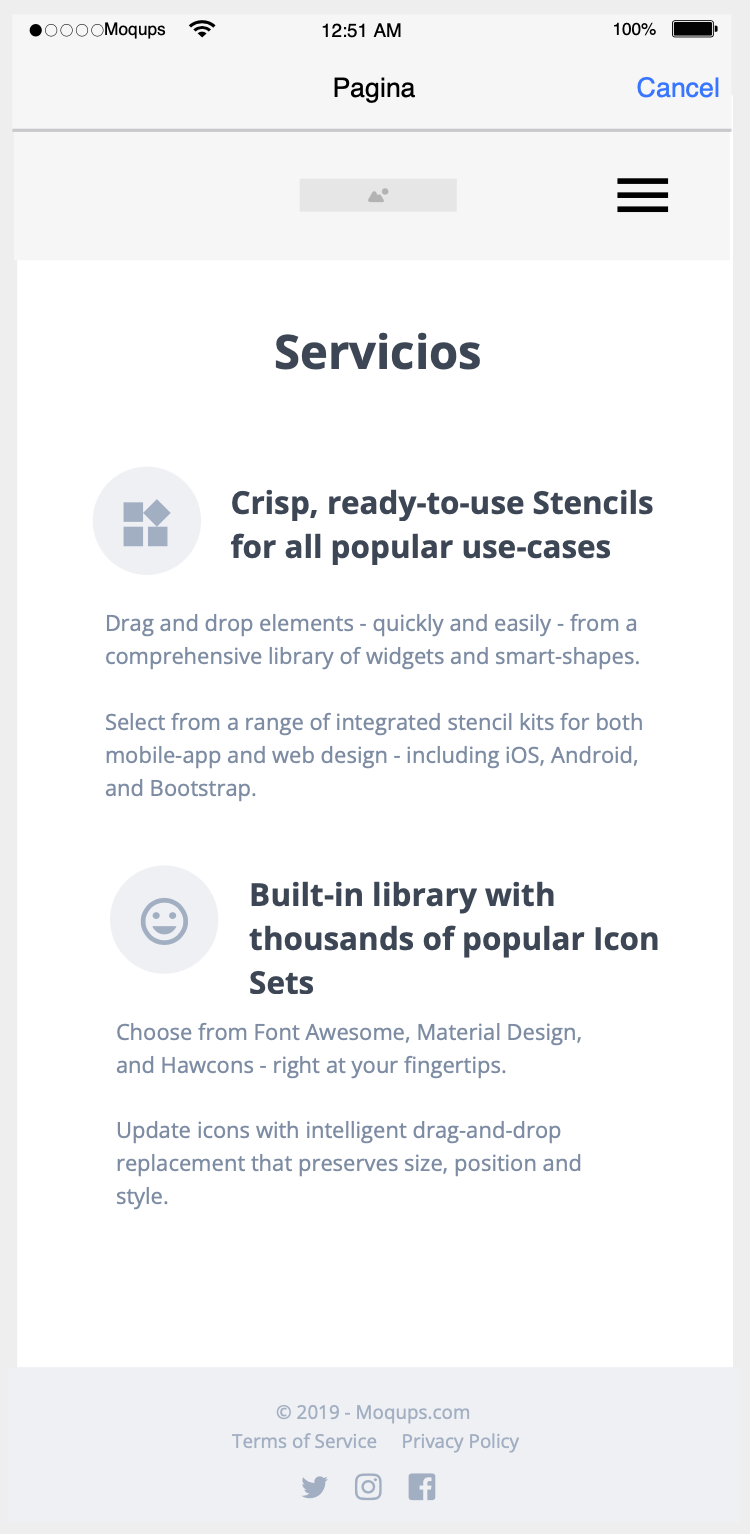 Moqups
12:51 AM
100%
Pagina
Cancel
Servicios
Crisp, ready-to-use Stencils
for all popular use-cases
Drag and drop elements - quickly and easily - from a
comprehensive library of widgets and smart-shapes.
Select from a range of integrated stencil kits for both
mobile-app and web design - including iOS, Android,
and Bootstrap.
Built-in library with
thousands of popular Icon
Sets
Choose from Font Awesome, Material Design,
and Hawcons - right at your fingertips.
Update icons with intelligent drag-and-drop
replacement that preserves size, position and
style.
© 2019 - Moqups.com
Terms of Service Privacy Policy